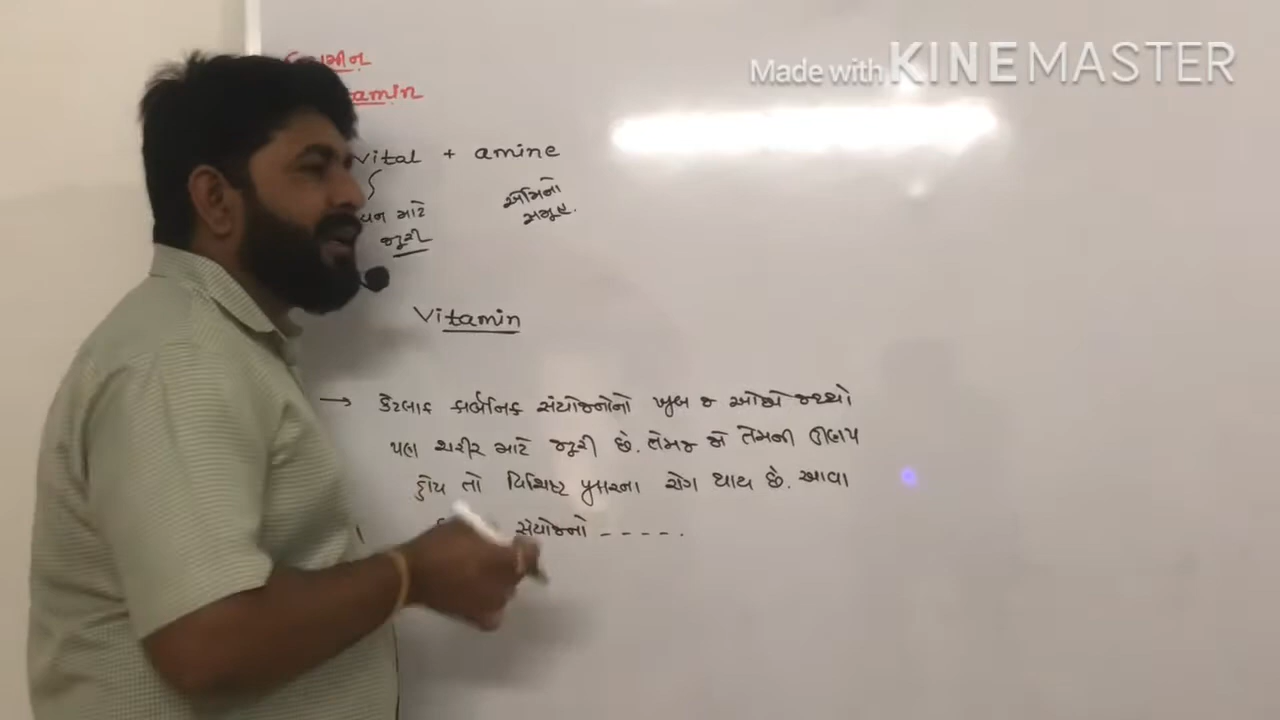 Made with KINEMASTER
tamin
vital + amine
માટે
એમિનો
સમૂહ.
જરૂરી
Vitamin
→ કેટલાક કાર્બનિક સંયોજનોનો ખુબ જ ઓછો જથ્થો
પણ શરીર માટે જરૂરી છે. તેમજ જો તેમની ઊણપ
હોય તો વિશિષ્ટ પ્રકારના રોગ થાય છે. આવા
સંયોજનો - - - - .